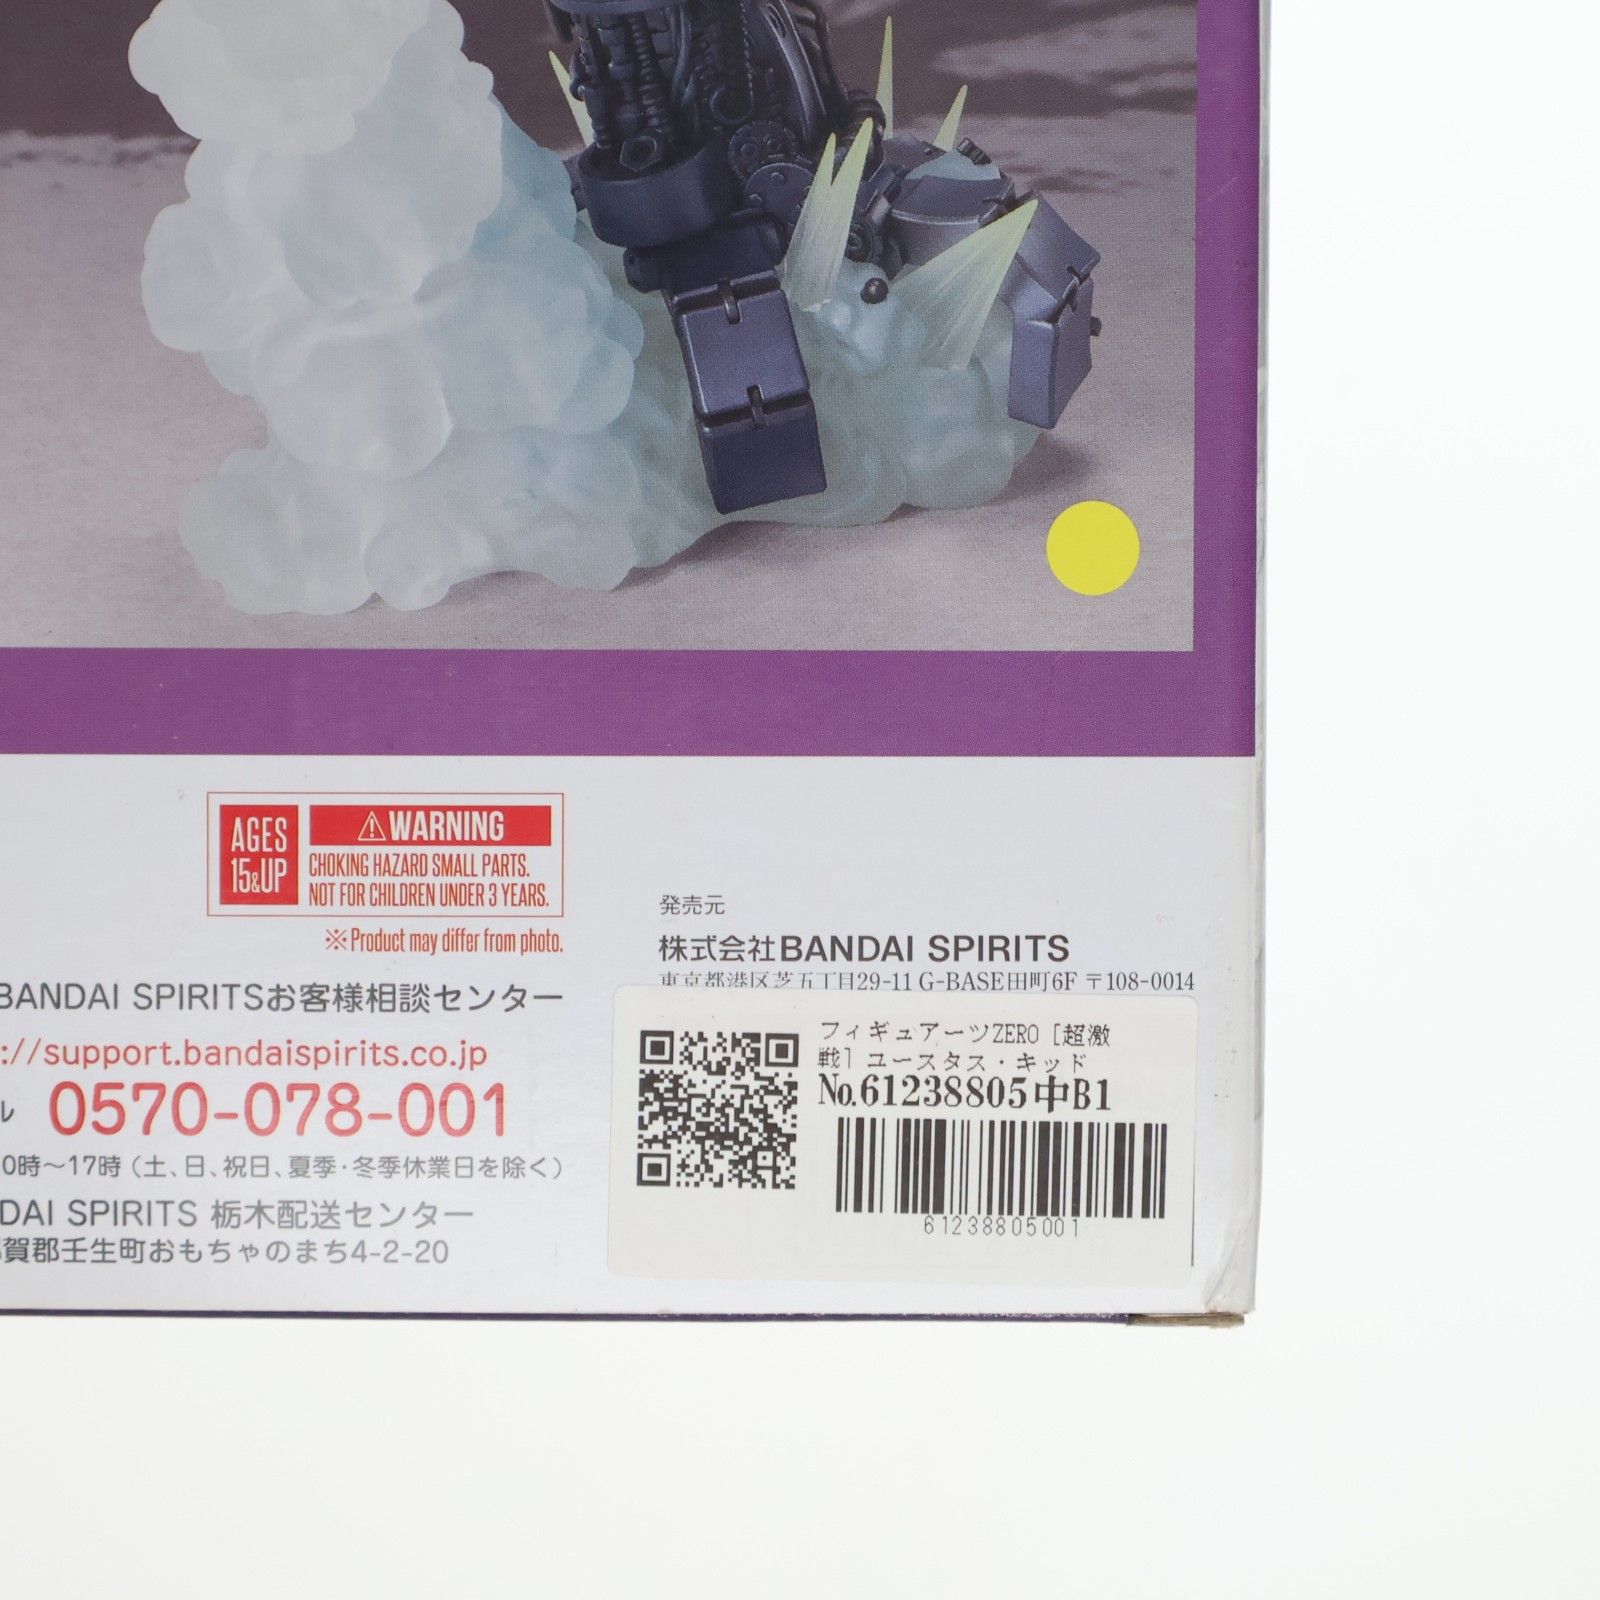 AGES
15&UP
⚠WARNING
CHOKING HAZARD SMALL PARTS.
NOT FOR CHILDREN UNDER 3 YEARS.
※Product may differ from photo.
BANDAI SPIRITSお客様相談センター
://support.bandaispirits.co.jp
ル 0570-078-001
0時〜17時（土、日、祝日、夏季・冬季休業日を除く）
DAI SPIRITS 栃木配送センター
賀郡壬生町おもちゃのまち4-2-20
発売元
株式会社BANDAI SPIRITS
東京都港区芝五丁目29-11 G-BASE田町6F 〒108-0014
フィギュアーツZERO [超激
戦] ユースタス・キッド
No.61238805中B1
61238805001